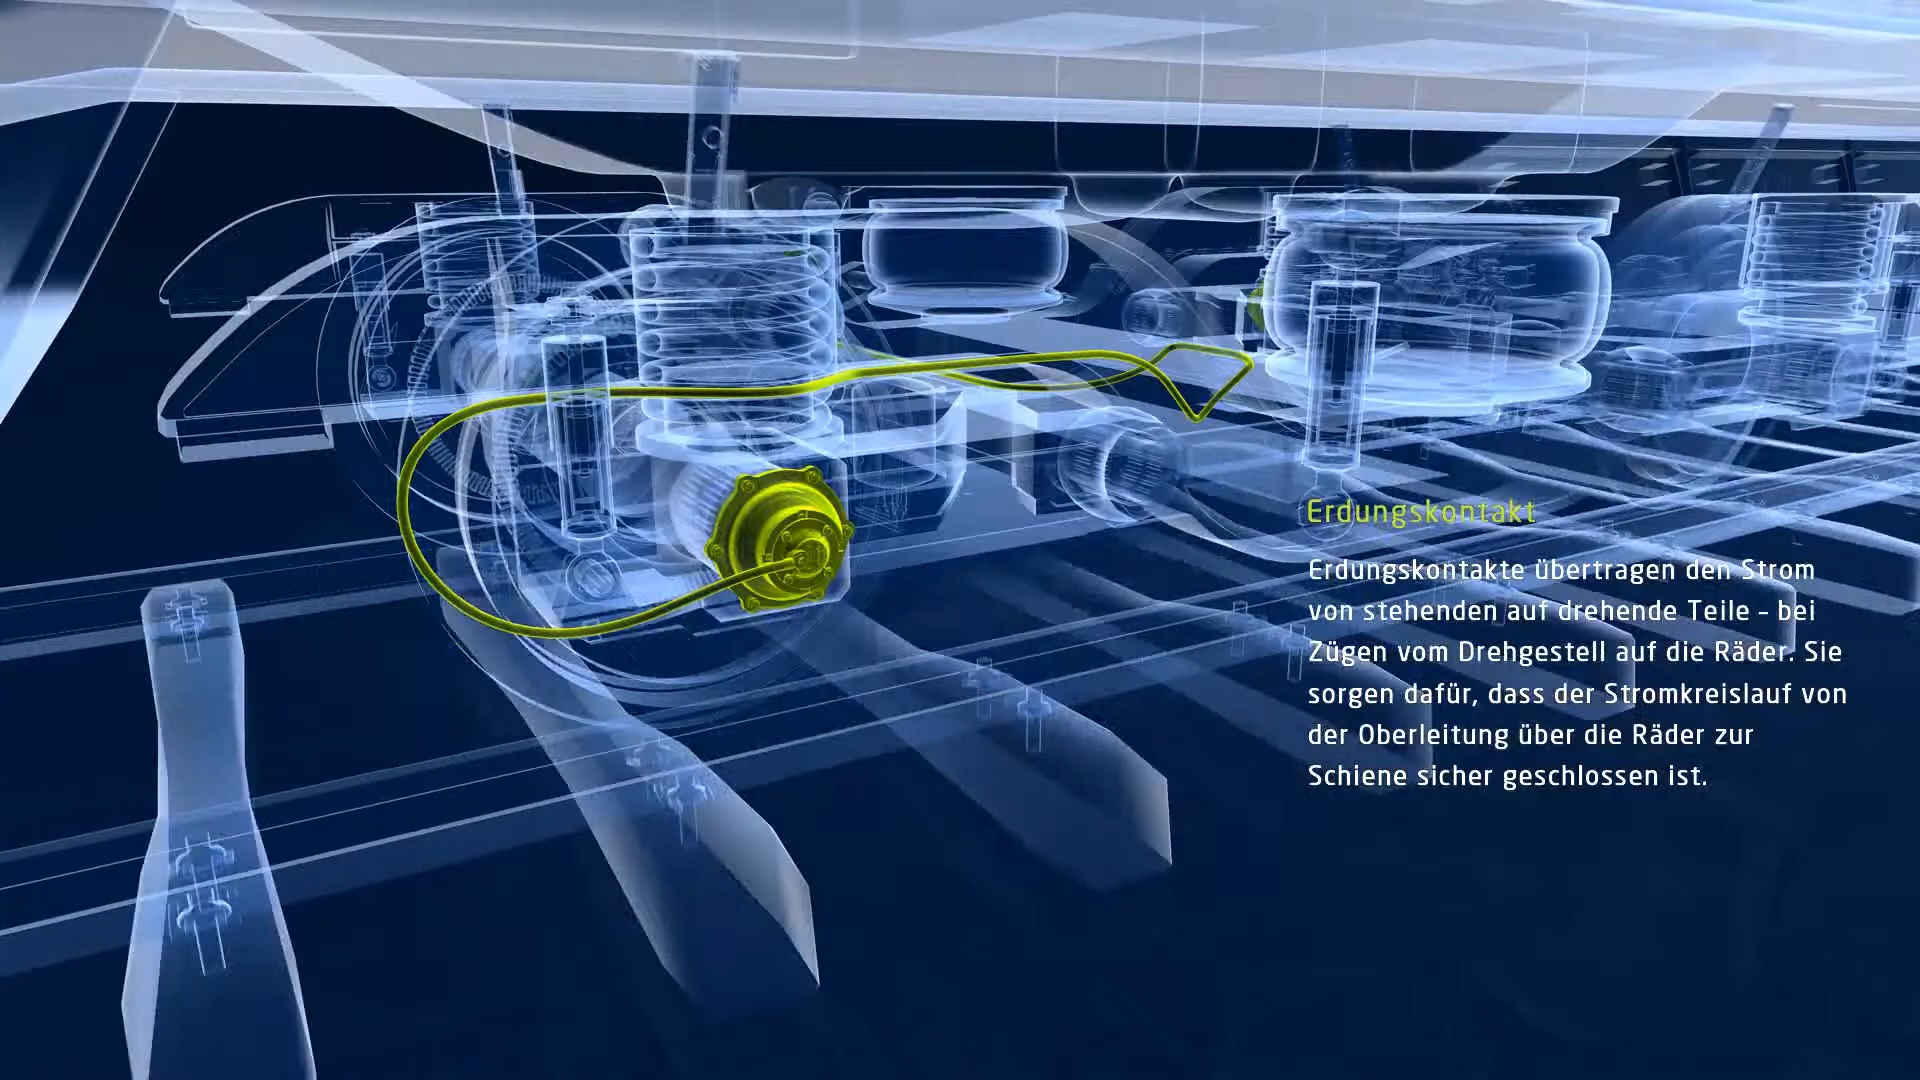 Erdungskontakt
Erdungskontakte übertragen den Strom
von stehenden auf drehende Teile – bei
Zügen vom Drehgestell auf die Räder. Sie
sorgen dafür, dass der Stromkreislauf von
der Oberleitung über die Räder zur
Schiene sicher geschlossen ist.